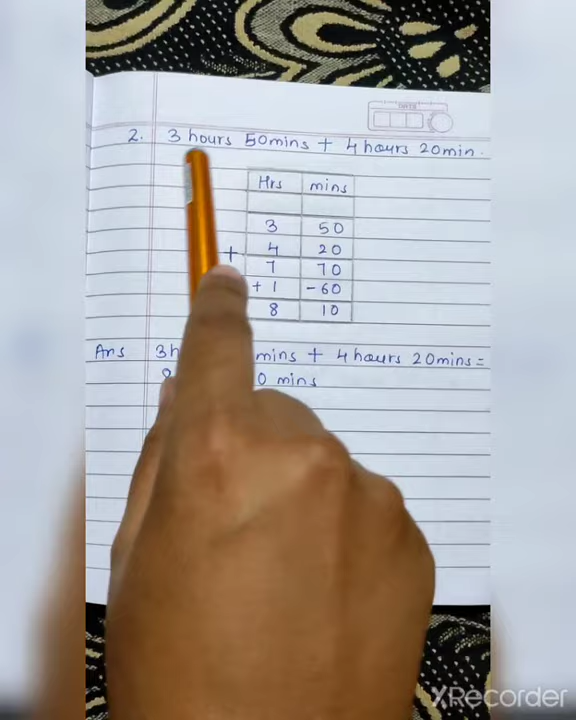 2. 3 hours 50mins + 4 hours 20min.
Hrs mins
3 50
+ 4 20
7 70
+ 1 - 60
8 10
Ans 3h mins + 4 hours 20mins =
0 mins
XRecorder